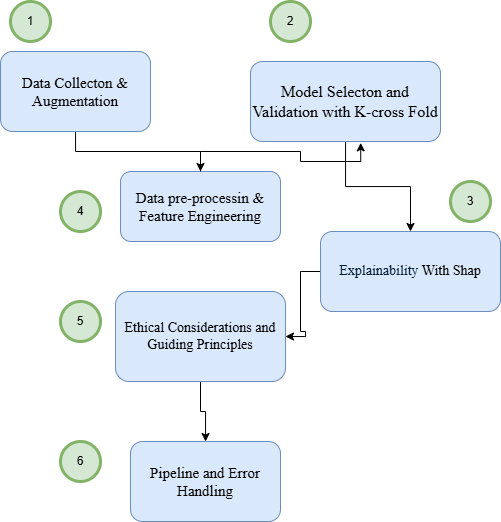 1
Data Collecton &
Augmentation
2
Model Selecton and
Validation with K-cross Fold
3
Explainability With Shap
4
Data pre-processin &
Feature Engineering
5
Ethical Considerations and
Guiding Principles
6
Pipeline and Error
Handling